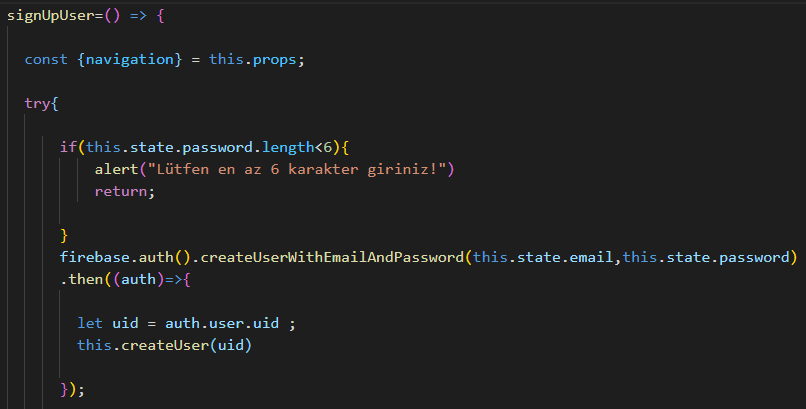 signUpUser=() => {
const {navigation} = this.props;
try{
if(this.state.password.length<6){
alert("Lütfen en az 6 karakter giriniz!")
return;
}
firebase.auth().createUserWithEmailAndPassword(this.state.email,this.state.password)
.then((auth)=>{
let uid = auth.user.uid ;
this.createUser(uid)
});